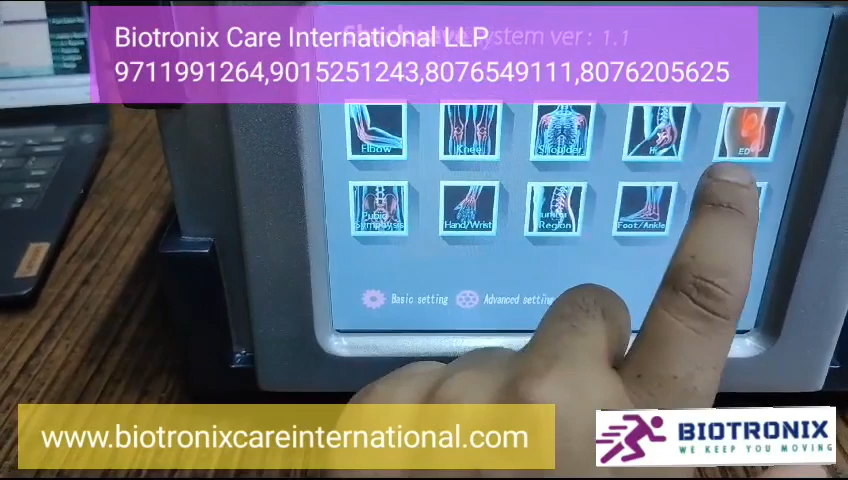 Biotronix Care International LLP
system ver: 1.1
9711991264,9015251243,8076549111,8076205625
Elbow
Knee
Shoulder
ED
Pubic
Symphysis
Hand/Wrist
Region
Foot/Ankle
Basic setting
Advanced setting
www.biotronixcareinternational.com
BIOTRONIX
WE KEEP YOU MOVING